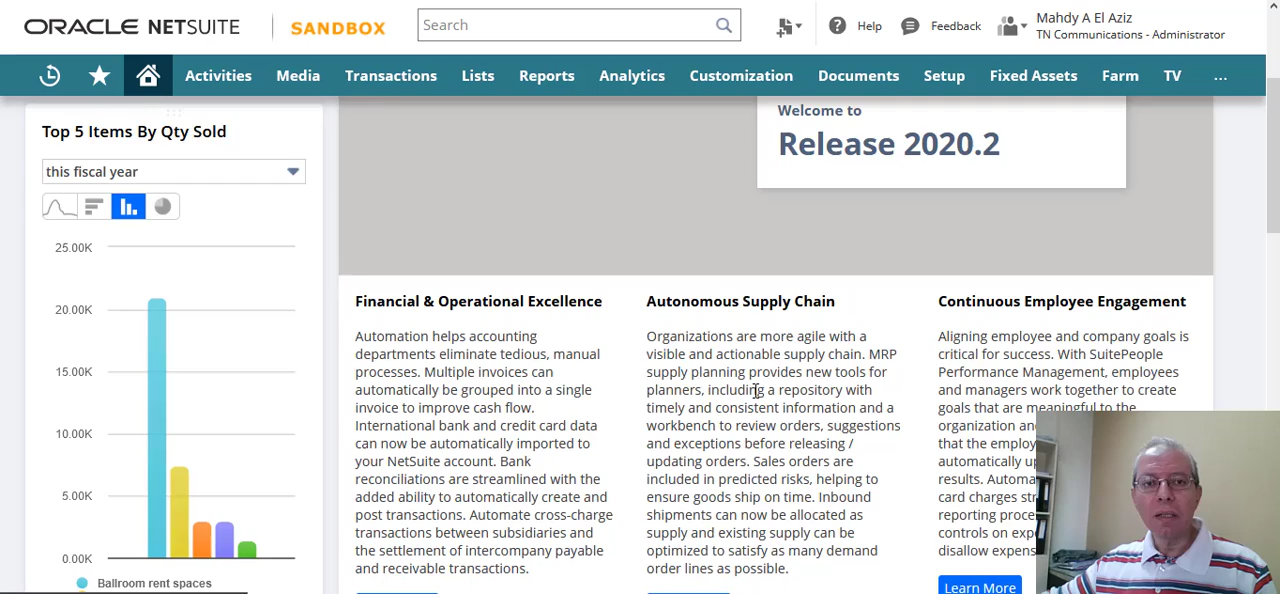 ORACLE NETSUITE
SANDBOX
Search
Help
Feedback
Mahdy A El Aziz
TN Communications - Administrator
Activities
Media
Transactions
Lists
Reports
Analytics
Customization
Documents
Setup
Fixed Assets
Farm
TV
...
Top 5 Items By Qty Sold
this fiscal year
25.00K
20.00K
15.00K
10.00K
5.00K
0.00K
Ballroom rent spaces
Welcome to
Release 2020.2
Financial & Operational Excellence
Automation helps accounting
departments eliminate tedious, manual
processes. Multiple invoices can
automatically be grouped into a single
invoice to improve cash flow.
International bank and credit card data
can now be automatically imported to
your NetSuite account. Bank
reconciliations are streamlined with the
added ability to automatically create and
post transactions. Automate cross-charge
transactions between subsidiaries and
the settlement of intercompany payable
and receivable transactions.
Autonomous Supply Chain
Organizations are more agile with a
visible and actionable supply chain. MRP
supply planning provides new tools for
planners, including a repository with
timely and consistent information and a
workbench to review orders, suggestions
and exceptions before releasing /
updating orders. Sales orders are
included in predicted risks, helping to
ensure goods ship on time. Inbound
shipments can now be allocated as
supply and existing supply can be
optimized to satisfy as many demand
order lines as possible.
Continuous Employee Engagement
Aligning employee and company goals is
critical for success. With SuitePeople
Performance Management, employees
and managers work together to create
goals that are meaningful to the
organization
that the
automatically
results.
card charges
reporting
controls on
disallow
Learn More